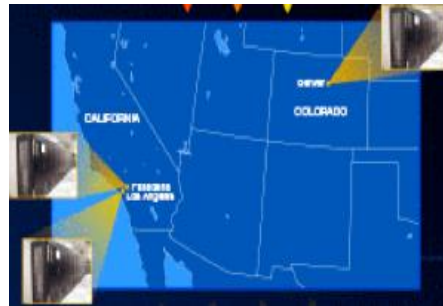 DENVER
COLORADO
CALIFORNIA
Pasadena
Los Angeles